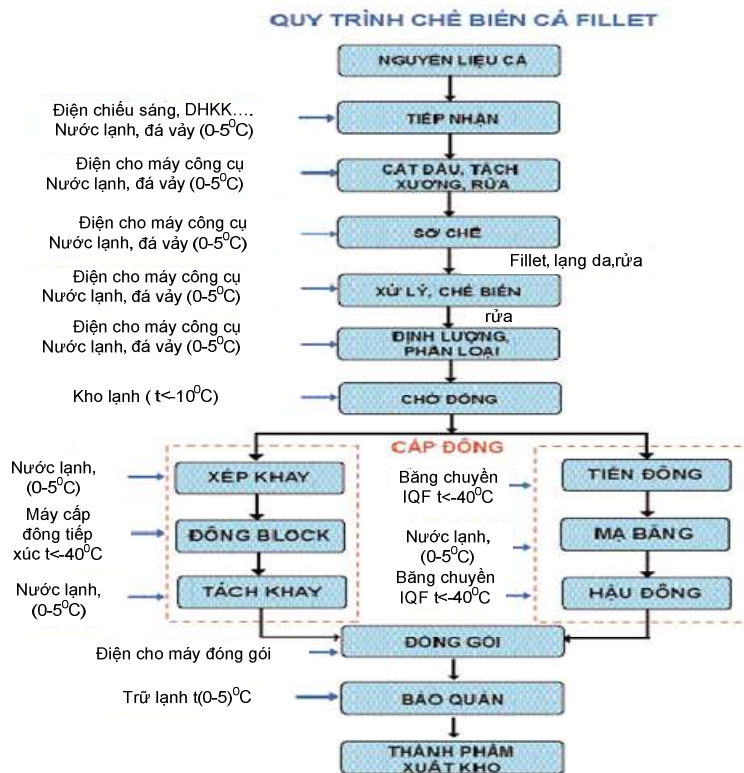 QUY TRÌNH CHẾ BIẾN CÁ FILLET
NGUYÊN LIỆU CÁ
Điện chiếu sáng, DHKK....
Nước lạnh, đá vảy (0-5⁰C)
TIẾP NHẬN
Điện cho máy công cụ
Nước lạnh, đá vảy (0-5⁰C)
CẮT ĐẦU, TÁCH
XƯƠNG, RỬA
Điện cho máy công cụ
Nước lạnh, đá vảy (0-5⁰C)
SƠ CHẾ
Fillet, lạng da,rửa
Điện cho máy công cụ
Nước lạnh, đá vảy (0-5⁰C)
XỬ LÝ, CHẾ BIẾN
rửa
Điện cho máy công cụ
Nước lạnh, đá vảy (0-5⁰C)
ĐỊNH LƯỢNG,
PHÂN LOẠI
Kho lạnh ( t<-10⁰C)
CHỜ ĐÔNG
CẤP ĐÔNG
Nước lạnh,
(0-5⁰C)
XẾP KHAY
Máy cấp
đông tiếp
xúc t<-40⁰C
ĐÔNG BLOCK
Nước lạnh,
(0-5⁰C)
TÁCH KHAY
Băng chuyền
IQF t<-40⁰C
TIỀN ĐÔNG
Nước lạnh,
(0-5⁰C)
MẠ BĂNG
Băng chuyền
IQF t<-40⁰C
HẬU ĐÔNG
Điện cho máy đóng gói
ĐÓNG GÓI
Trữ lạnh t(0-5)⁰C
BẢO QUẢN
THÀNH PHẨM
XUẤT KHO